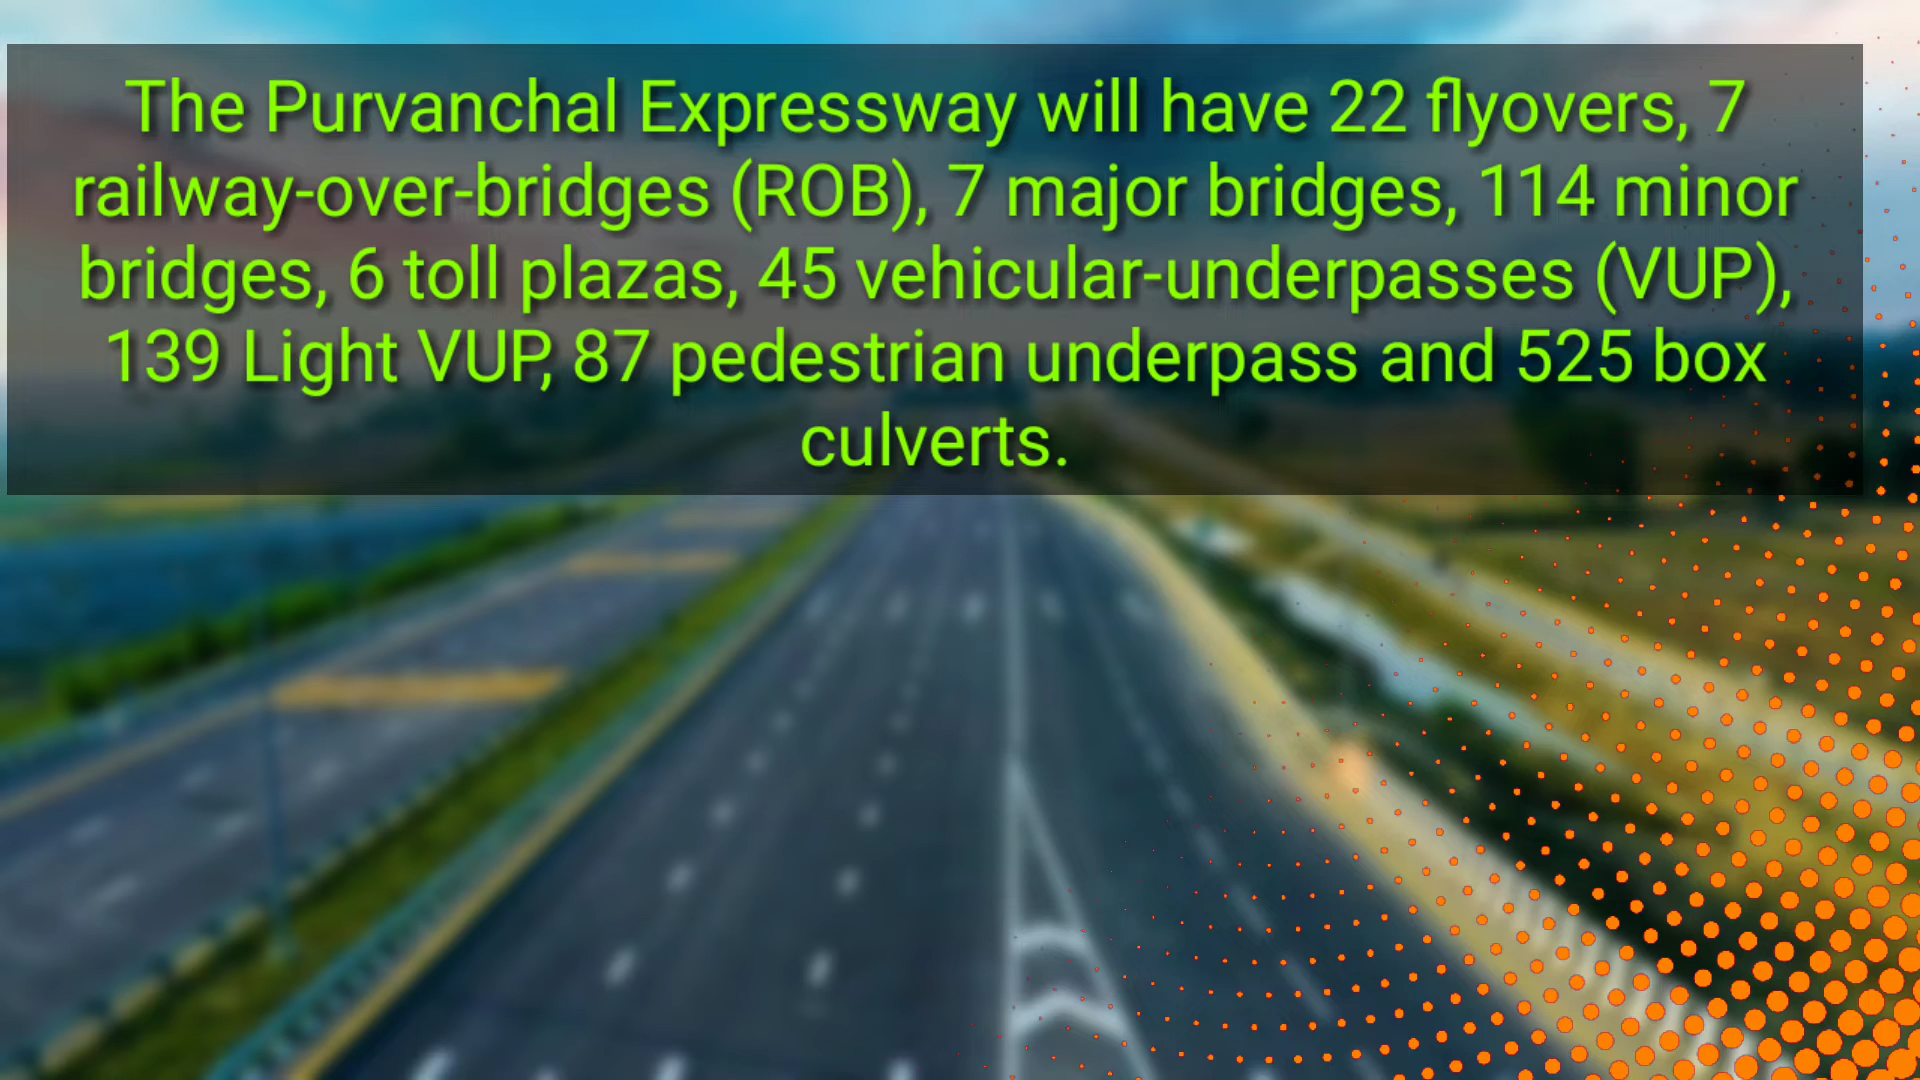 The Purvanchal Expressway will have 22 flyovers, 7
railway-over-bridges (ROB), 7 major bridges, 114 minor
bridges, 6 toll plazas, 45 vehicular-underpasses (VUP),
139 Light VUP, 87 pedestrian underpass and 525 box
culverts.